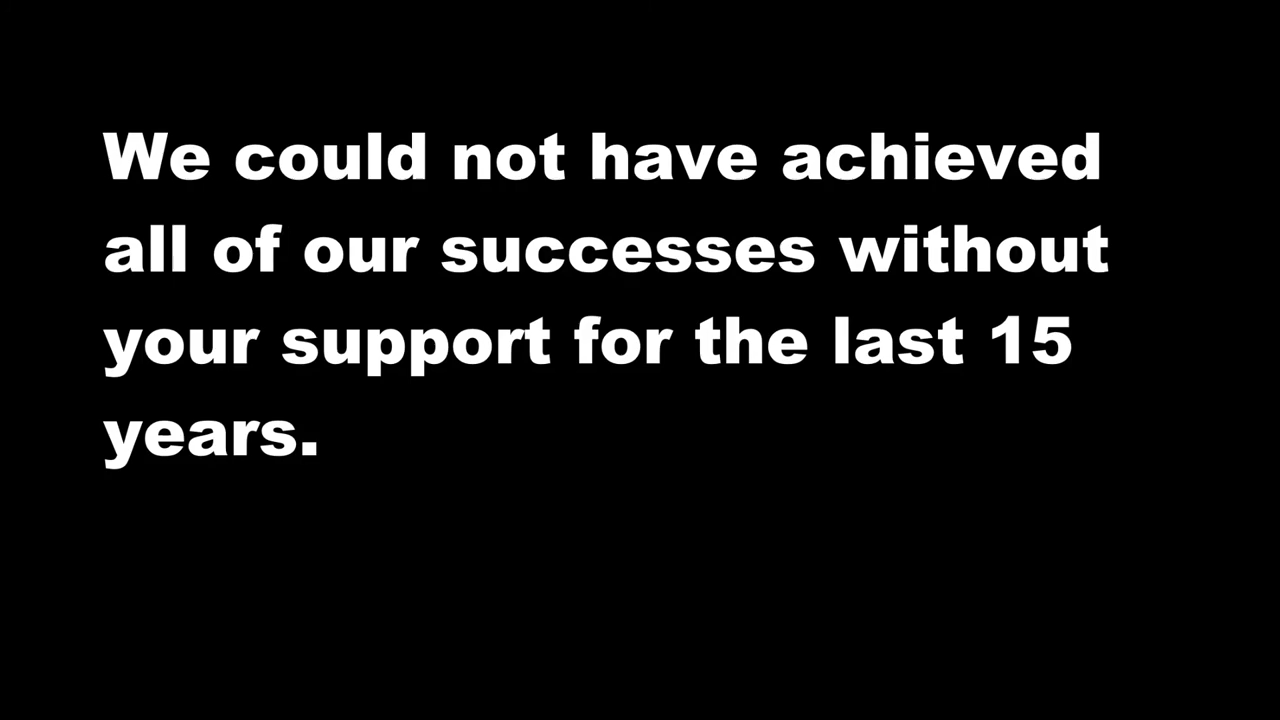 We could not have achieved
all of our successes without
your support for the last 15
years.